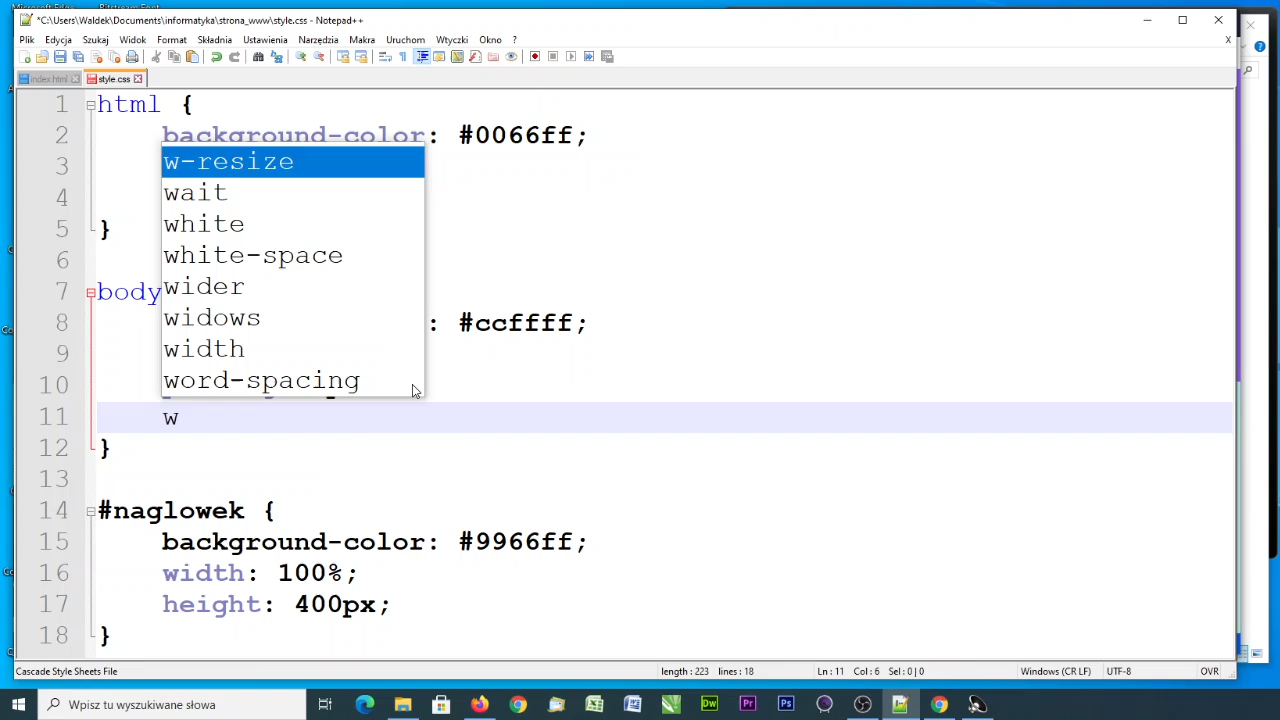 *C:\Users\Waldek\Documents\informatyka\strona_www\style.css - Notepad++
Plik Edycja Szukaj Widok Format Składnia Ustawienia Narzędzia Makra Uruchom Wtyczki Okno ? X
index.html style.css
1 html {
2 background-color: #0066ff;
w-resize
3
wait
4
white
5 }
white-space
6
wider
7 body
widows
8 : #ccffff;
width
9
word-spacing
10
11 w
12 }
13
14 #naglowek {
15 background-color: #9966ff;
16 width: 100%;
17 height: 400px;
18 }
Cascade Style Sheets File length : 223 lines : 18 Ln : 11 Col : 6 Sel : 0 | 0 Windows (CR LF) UTF-8 OVR
Wpisz tu wyszukiwane słowa Dw Pr Ps